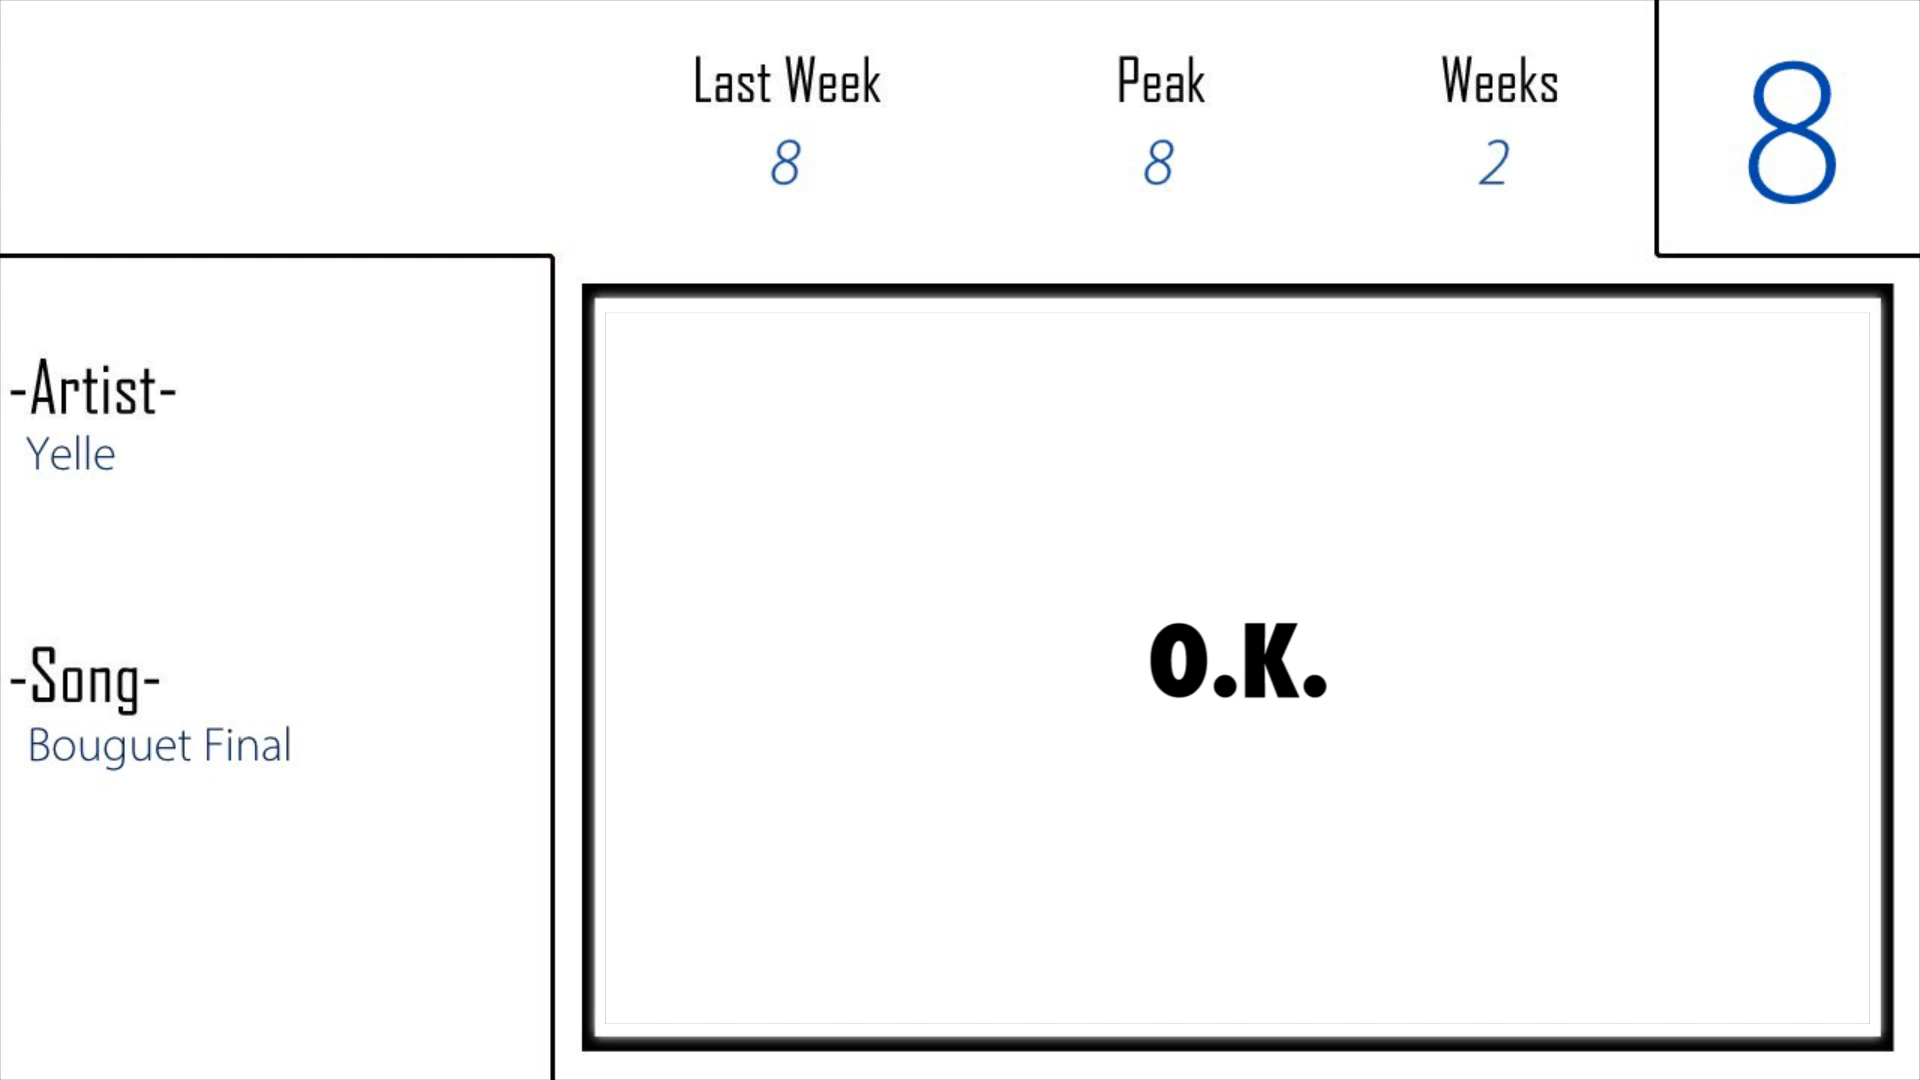 Last Week
Peak
Weeks
8
8
8
2
-Artist-
Yelle
O.K.
-Song-
Bouguet Final